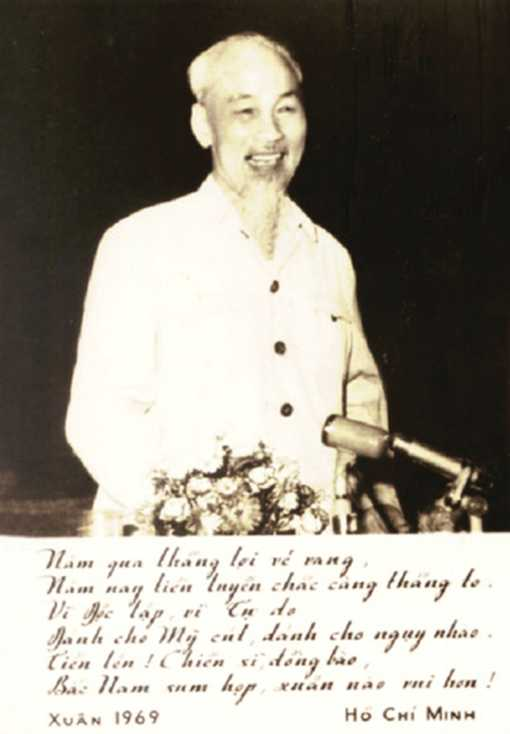 Năm qua thắng lợi vẻ vang,
Năm nay tiền tuyến chắc càng thắng to.
Vì Độc lập, vì Tự do
Đánh cho Mỹ cút, đánh cho ngụy nhào.
Tiến lên! Chiến sĩ, đồng bào,
Bắc Nam sum họp, xuân nào vui hơn!
XUÂN 1969 HỒ CHÍ MINH